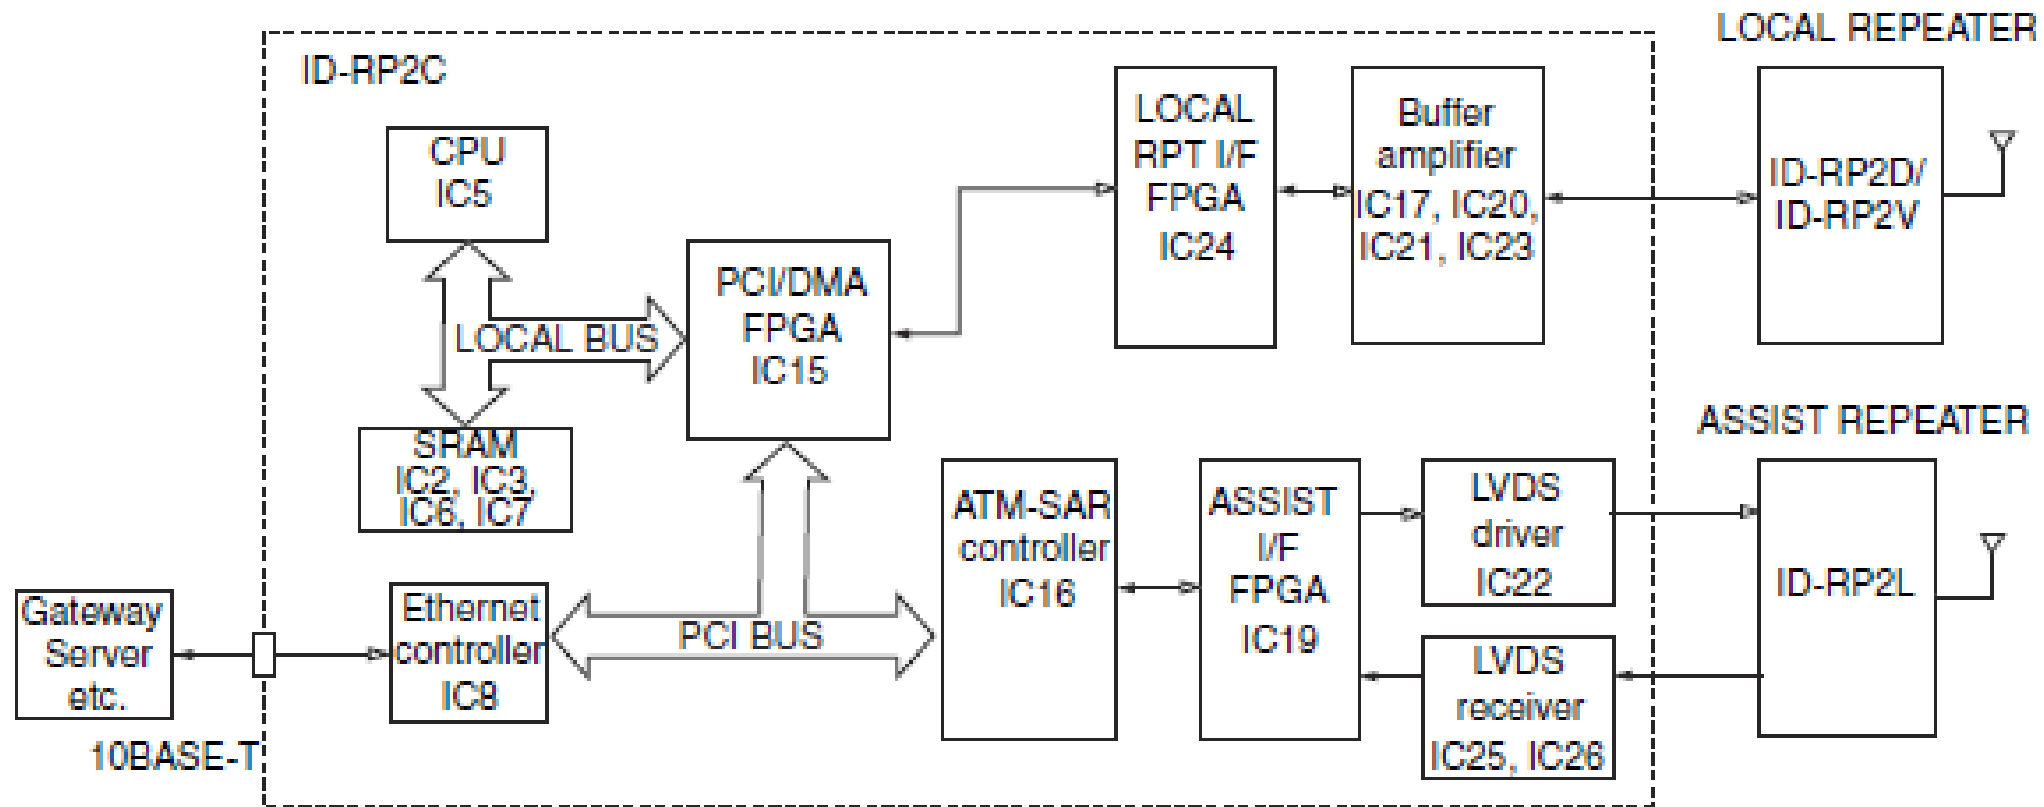 LOCAL REPEATER
ID-RP2C
LOCAL
RPT I/F
FPGA
IC24
Buffer
amplifier
IC17, IC20,
IC21, IC23
ID-RP2D/
ID-RP2V
CPU
IC5
LOCAL BUS
PCI/DMA
FPGA
IC15
SRAM
IC2, IC3,
IC6, IC7
ASSIST REPEATER
ATM-SAR
controller
IC16
ASSIST
I/F
FPGA
IC19
LVDS
driver
IC22
ID-RP2L
Gateway
Server
etc.
Ethernet
controller
IC8
PCI BUS
LVDS
receiver
IC25, IC26
10BASE-T